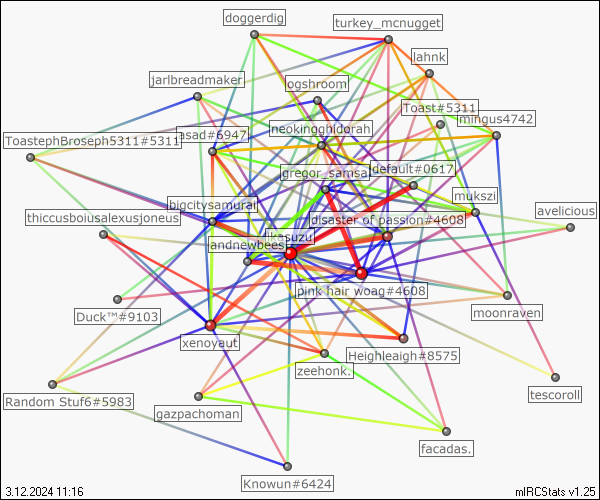 doggerdig
turkey_mcnugget
lahnk
jarlbreadmaker
ogshroom
Toast#5311
mingus4742
neokingghidorah
asad#6947
ToastephBroseph5311#5311
default#0617
gregor_samsa
mukszi
bigcitysamurai
avelicious
thiccusboiusalexusjoneus
disaster of passion#4608
ikasuzu
andnewbees
pink hair woag#4608
moonraven
Duck™#9103
xenoyaut
Heighleaigh#8575
zeehonk.
tescoroll
Random Stuf6#5983
gazpachoman
facadas.
Knowun#6424
3.12.2024 11:16
mIRCStats v1.25